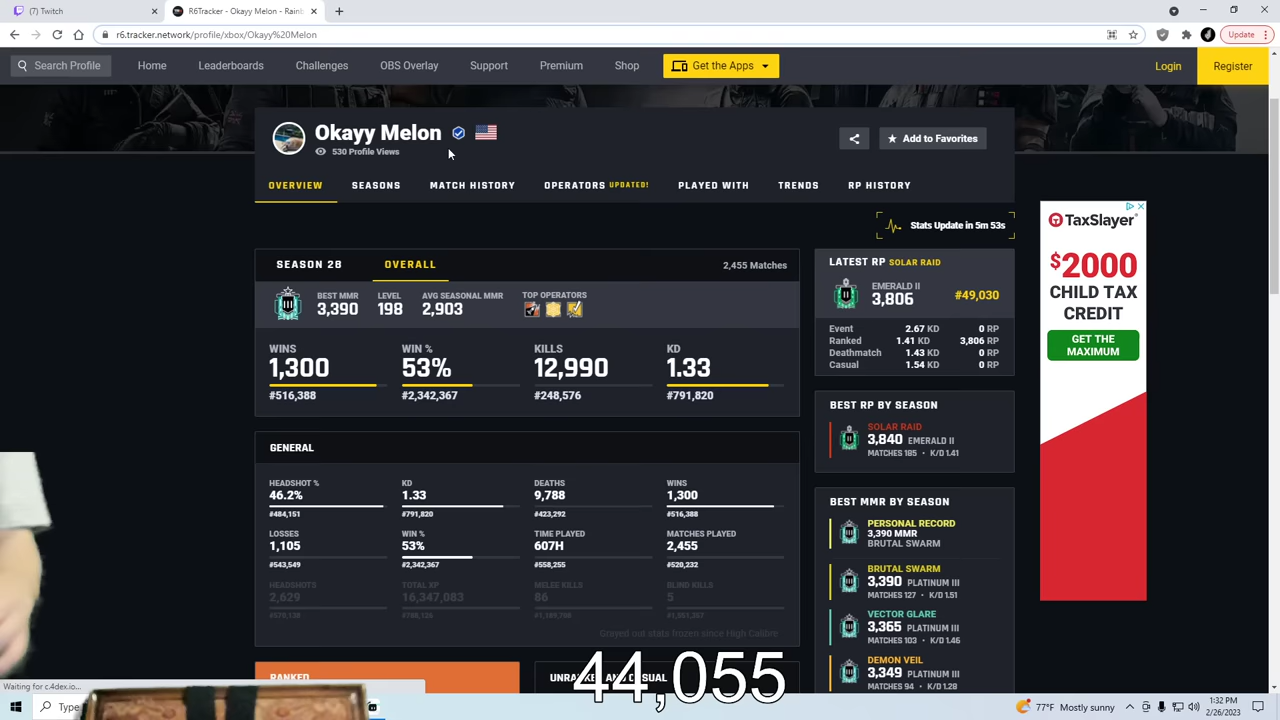 (7) Twitch
R6Tracker - Okayy Melon - Rainb
r6.tracker.network/profile/xbox/Okayy%20Melon
Update
Search Profile
Home
Leaderboards
Challenges
OBS Overlay
Support
Premium
Shop
Get the Apps
Login
Register
Okayy Melon
530 Profile Views
Add to Favorites
OVERVIEW
SEASONS
MATCH HISTORY
OPERATORS UPDATED!
PLAYED WITH
TRENDS
RP HISTORY
Stats Update in 5m 53s
SEASON 28
OVERALL
2,455 Matches
BEST MMR
3,390
LEVEL
198
AVG SEASONAL MMR
2,903
TOP OPERATORS
WINS
1,300
#516,388
WIN %
53%
#2,342,367
KILLS
12,990
#248,576
KD
1.33
#791,820
GENERAL
HEADSHOT %
46.2%
#484,151
KD
1.33
#791,820
DEATHS
9,788
#423,292
WINS
1,300
#516,388
LOSSES
1,105
#543,549
WIN %
53%
#2,342,367
TIME PLAYED
607H
#558,255
MATCHES PLAYED
2,455
#520,232
HEADSHOTS
2,629
TOTAL XP
16,347,083
MELEE KILLS
86
BLIND KILLS
5
Grayed out stats frozen since High Calibre
RANKED
44,055
LATEST RP SOLAR RAID
EMERALD II
3,806
#49,030
Event 2.67 KD 0 RP
Ranked 1.41 KD 3,806 RP
Deathmatch 1.43 KD 0 RP
Casual 1.54 KD 0 RP
BEST RP BY SEASON
SOLAR RAID
3,840 EMERALD II
MATCHES 185 • K/D 1.41
BEST MMR BY SEASON
PERSONAL RECORD
3,390 MMR
BRUTAL SWARM
BRUTAL SWARM
3,390 PLATINUM III
MATCHES 127 • K/D 1.51
VECTOR GLARE
3,365 PLATINUM III
MATCHES 103 • K/D 1.46
DEMON VEIL
3,349 PLATINUM III
MATCHES 94 • K/D 1.28
TaxSlayer
$2000
CHILD TAX
CREDIT
GET THE
MAXIMUM
Waiting for c.4dex.io...
Type
77°F Mostly sunny
1:32 PM
2/26/2023